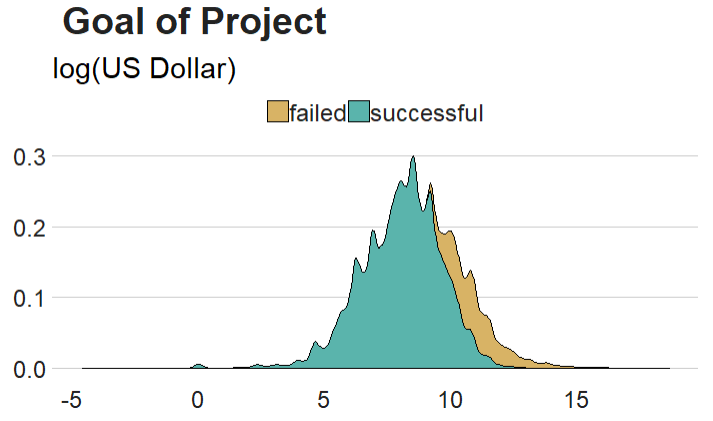 Goal of Project
log(US Dollar)
failed successful
0.3
0.2
0.1
0.0
-5 0 5 10 15